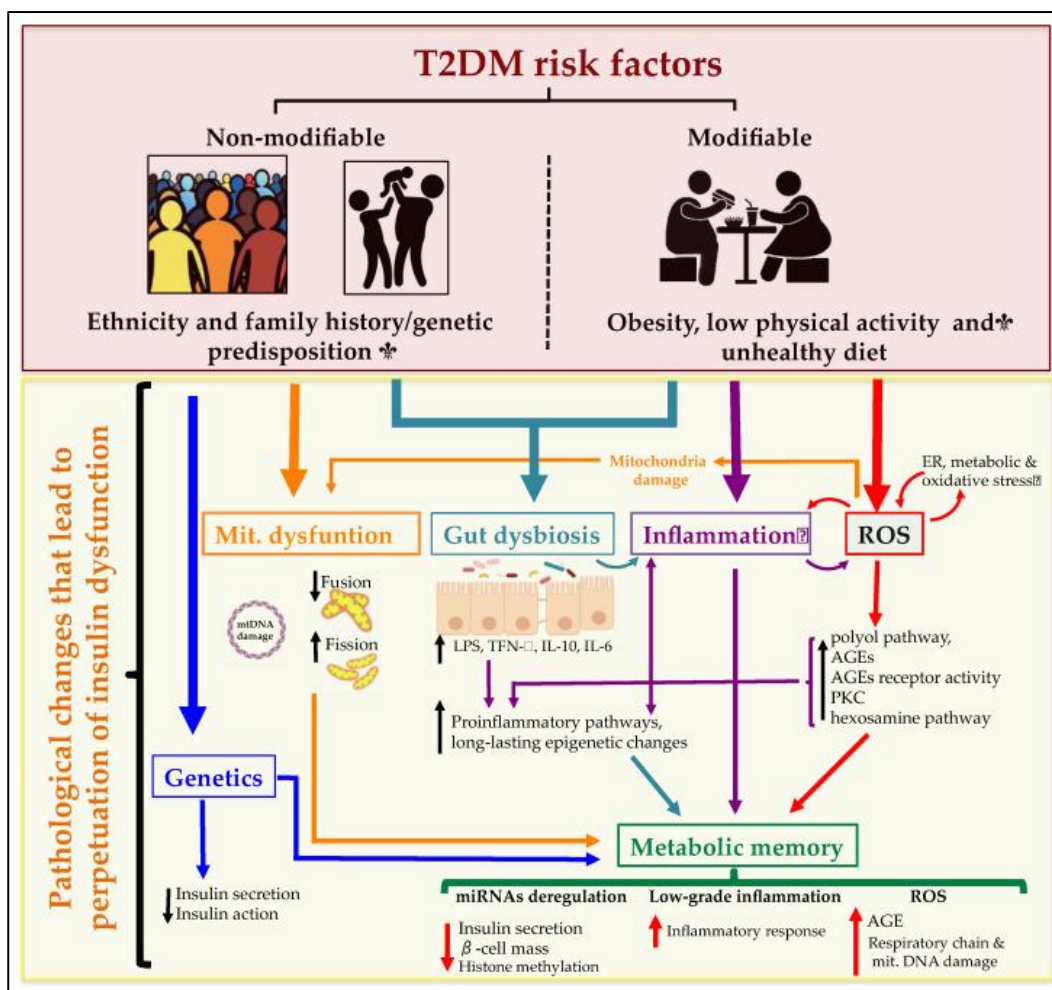 T2DM risk factors
Non-modifiable
Modifiable
Ethnicity and family history/genetic
predisposition ⚜
Obesity, low physical activity and⚜
unhealthy diet
Pathological changes that lead to
perpetuation of insulin dysfunction
Mitochondria
damage
ER, metabolic &
oxidative stress⍰
Mit. dysfuntion
Gut dysbiosis
Inflammation⍰
ROS
mtDNA
damage
Fusion
Fission
LPS, TFN-□, IL-10, IL-6
polyol pathway,
AGEs
AGEs receptor activity
PKC
hexosamine pathway
Proinflammatory pathways,
long-lasting epigenetic changes
Genetics
Insulin secretion
Insulin action
Metabolic memory
miRNAs deregulation
Insulin secretion
β -cell mass
Histone methylation
Low-grade inflammation
Inflammatory response
ROS
AGE
Respiratory chain &
mit. DNA damage